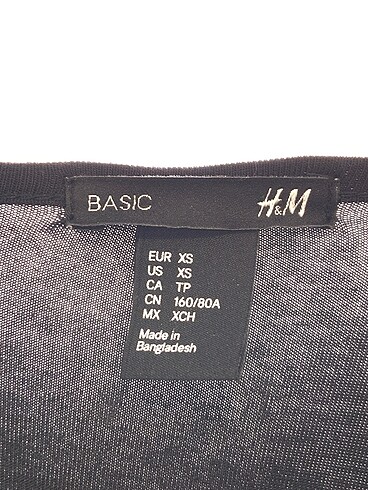 BASIC H&M
EUR XS
US XS
CA TP
CN 160/80A
MX XCH
Made in
Bangladesh